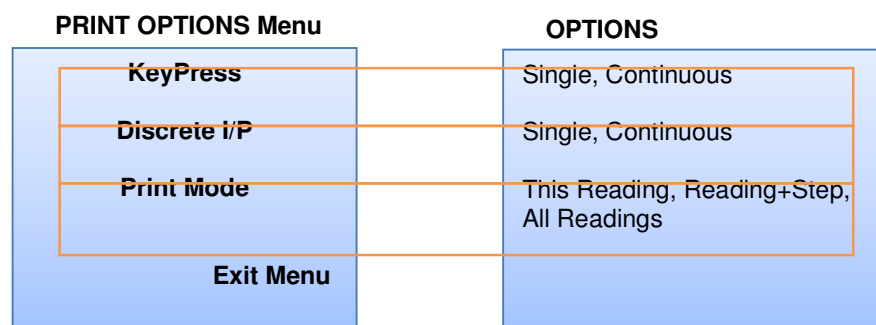 PRINT OPTIONS Menu OPTIONS
KeyPress Single, Continuous
Discrete I/P Single, Continuous
Print Mode This Reading, Reading+Step,
All Readings
Exit Menu